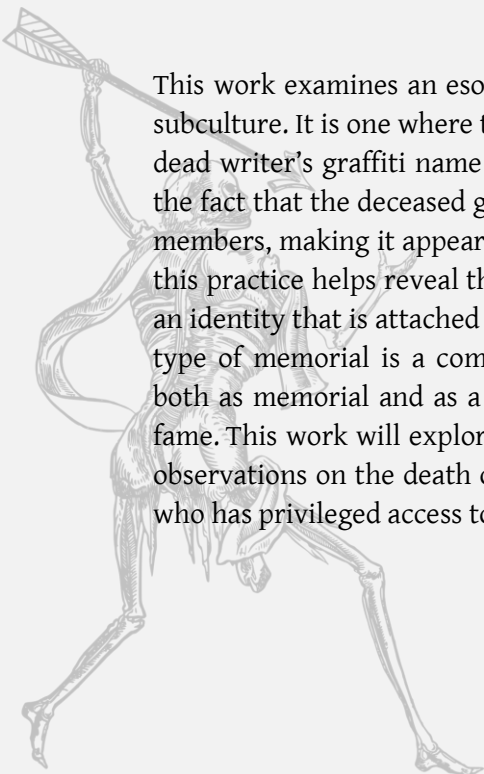 This work examines an eso
subculture. It is one where t
dead writer’s graffiti name
the fact that the deceased g
members, making it appear
this practice helps reveal th
an identity that is attached
type of memorial is a com
both as memorial and as a
fame. This work will explor
observations on the death o
who has privileged access to